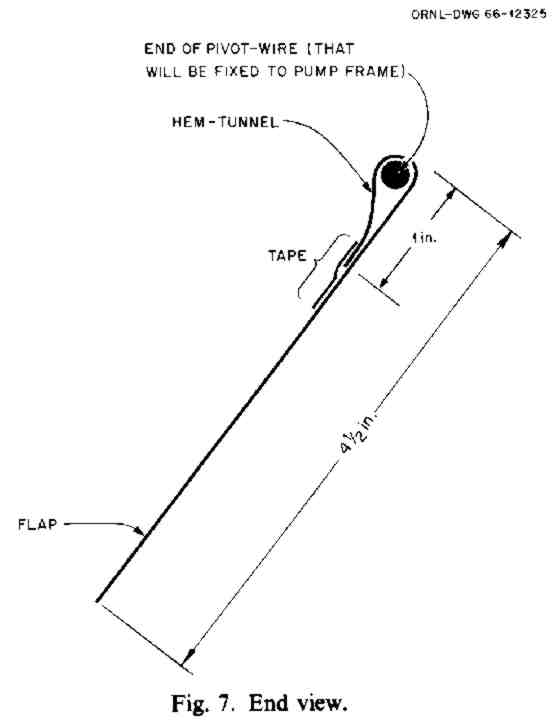 ORNL-DWG 66-12325
END OF PIVOT-WIRE (THAT
WILL BE FIXED TO PUMP FRAME)
HEM-TUNNEL
1 in.
TAPE
4 1/2 in.
FLAP
Fig. 7. End view.